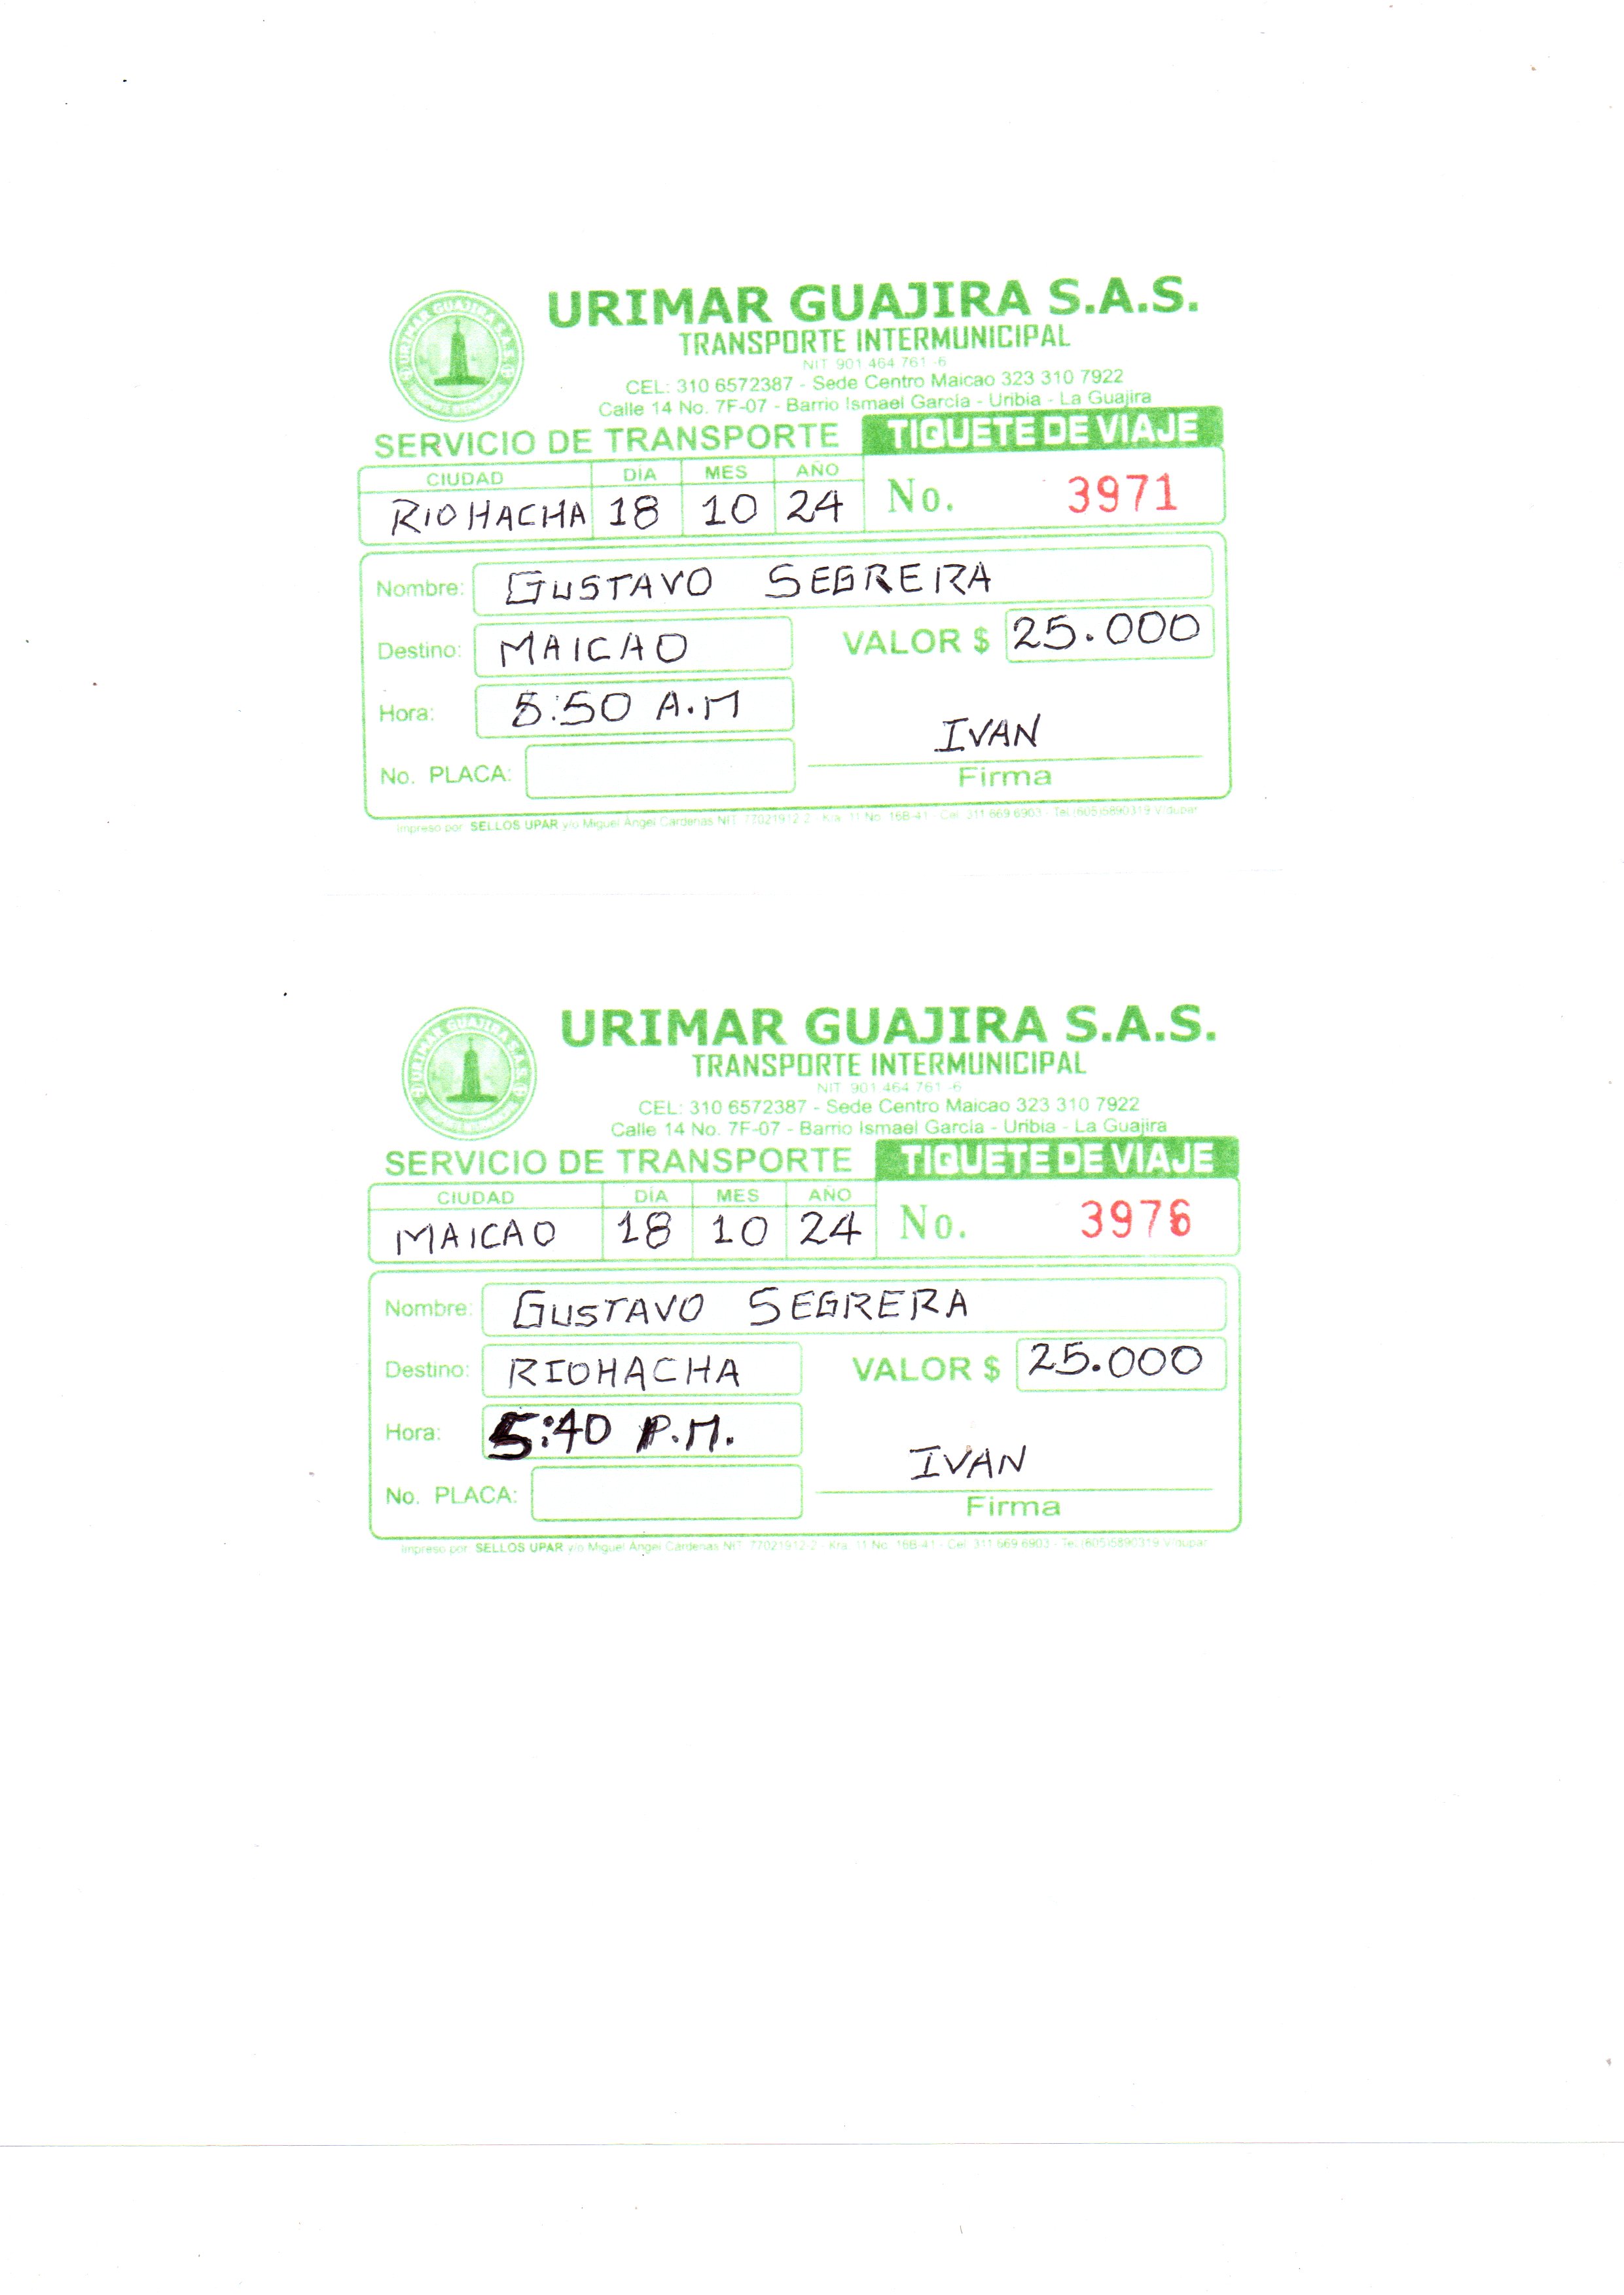 URIMAR GUAJIRA S.A.S.
URIMAR GUAJIRA S.A.S.
TRANSPORTE INTERMUNICIPAL
NIT 901 464 761 -6
CEL: 310 6572387 - Sede Centro Maicao 323 310 7922
Calle 14 No. 7F-07 - Barrio Ismael García - Uribia - La Guajira
SERVICIO DE TRANSPORTE TIQUETE DE VIAJE
CIUDAD DÍA MES AÑO
RIOHACHA 18 10 24 No. 3971
Nombre: GUSTAVO SEGRERA
Destino: MAICAO VALOR $ 25.000
Hora: 5:50 A.M
IVAN
No. PLACA: Firma
Impreso por SELLOS UPAR y/o Miguel Angel Cardenas NIT 77021912-2 - Kra. 11 No. 16B-41 - Cel. 311 669 6903 - Tel. (605)5890319 V/dupar
URIMAR GUAJIRA S.A.S.
URIMAR GUAJIRA S.A.S.
TRANSPORTE INTERMUNICIPAL
NIT 901 464 761 -6
CEL: 310 6572387 - Sede Centro Maicao 323 310 7922
Calle 14 No. 7F-07 - Barrio Ismael García - Uribia - La Guajira
SERVICIO DE TRANSPORTE TIQUETE DE VIAJE
CIUDAD DÍA MES AÑO
MAICAO 18 10 24 No. 3976
Nombre: GUSTAVO SEGRERA
Destino: RIOHACHA VALOR $ 25.000
Hora: 5:40 P.M.
IVAN
No. PLACA: Firma
Impreso por SELLOS UPAR y/o Miguel Angel Cardenas NIT 77021912-2 - Kra. 11 No. 16B-41 - Cel. 311 669 6903 - Tel. (605)5890319 V/dupar